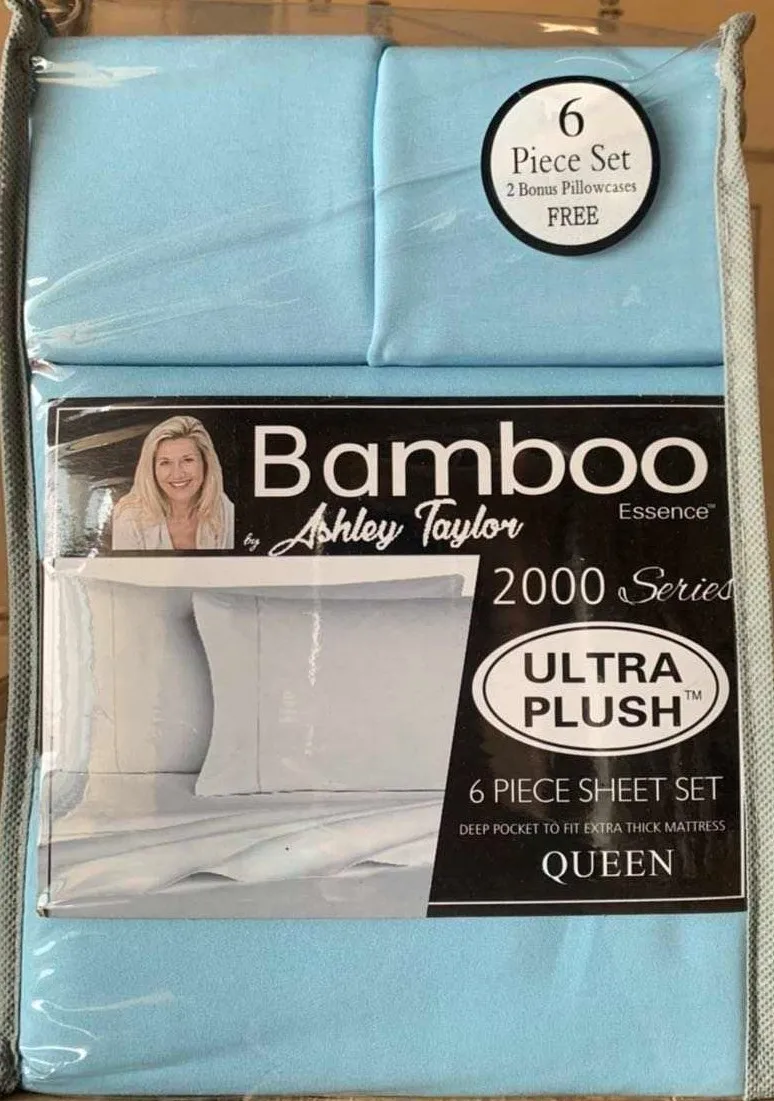 6
Piece Set
2 Bonus Pillowcases
FREE
Bamboo
Essence™
by Ashley Taylor
2000 Series
ULTRA
PLUSH™
6 PIECE SHEET SET
DEEP POCKET TO FIT EXTRA THICK MATTRESS
QUEEN